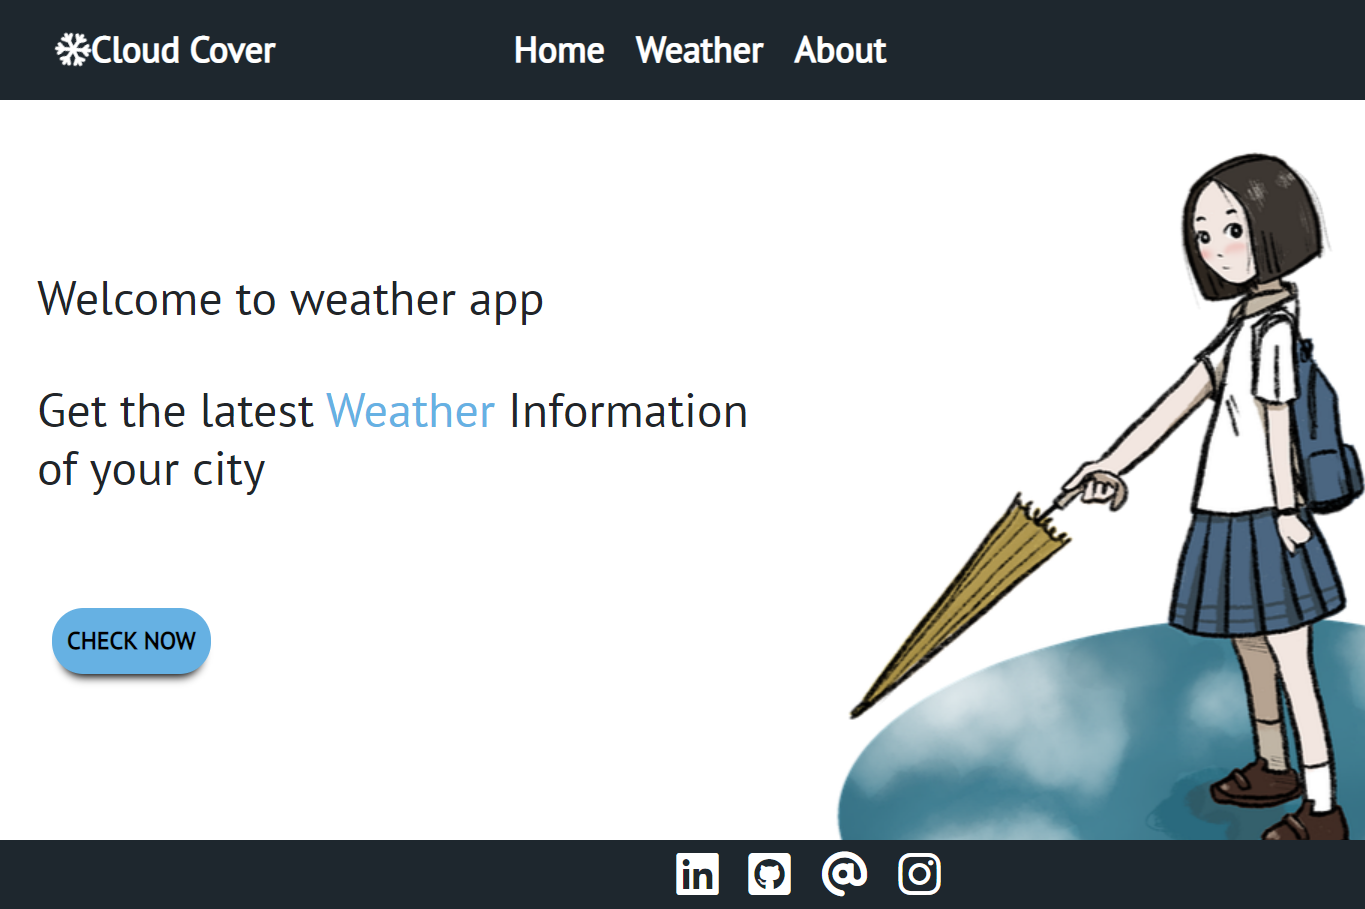 Cloud Cover
Home Weather About
Welcome to weather app
Get the latest Weather Information
of your city
CHECK NOW
in
@